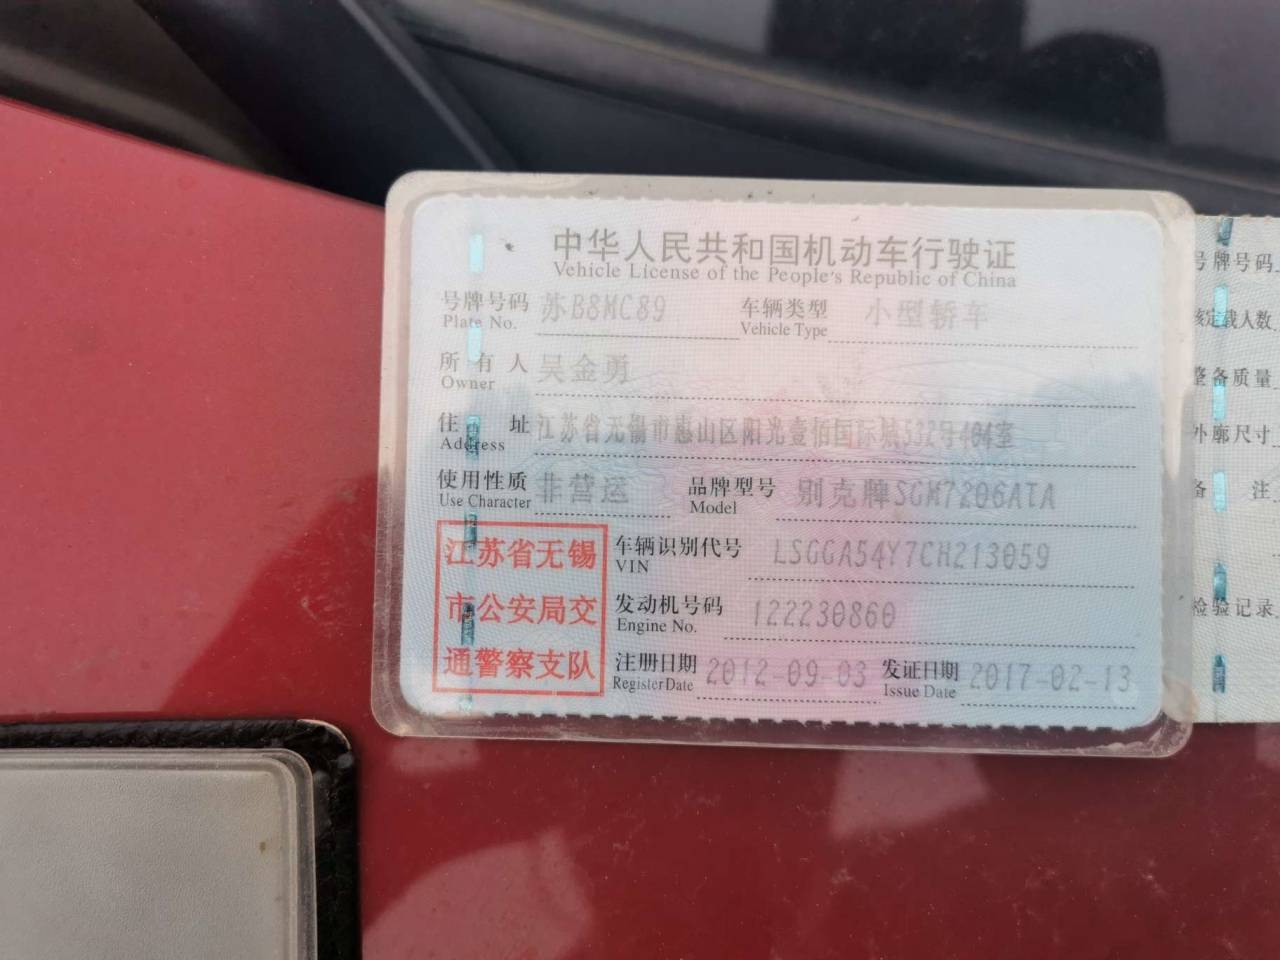 中华人民共和国机动车行驶证
Vehicle License of the People's Republic of China
号牌号码 苏B8MC89 车辆类型 小型轿车
Plate No. Vehicle Type
所有人 吴金勇
Owner
住址 江苏省无锡市惠山区阳光壹佰国际城532号404室
Address
使用性质 非营运 品牌型号 别克牌SGM7206ATA
Use Character Model
江苏省无锡
市公安局交
通警察支队
车辆识别代号 LSGGA54Y7CH213059
VIN
发动机号码 122230860
Engine No.
注册日期 2012-09-03 发证日期 2017-02-13
Register Date Issue Date
号牌号码
核定载人数
整备质量
外廓尺寸
备注
检验记录